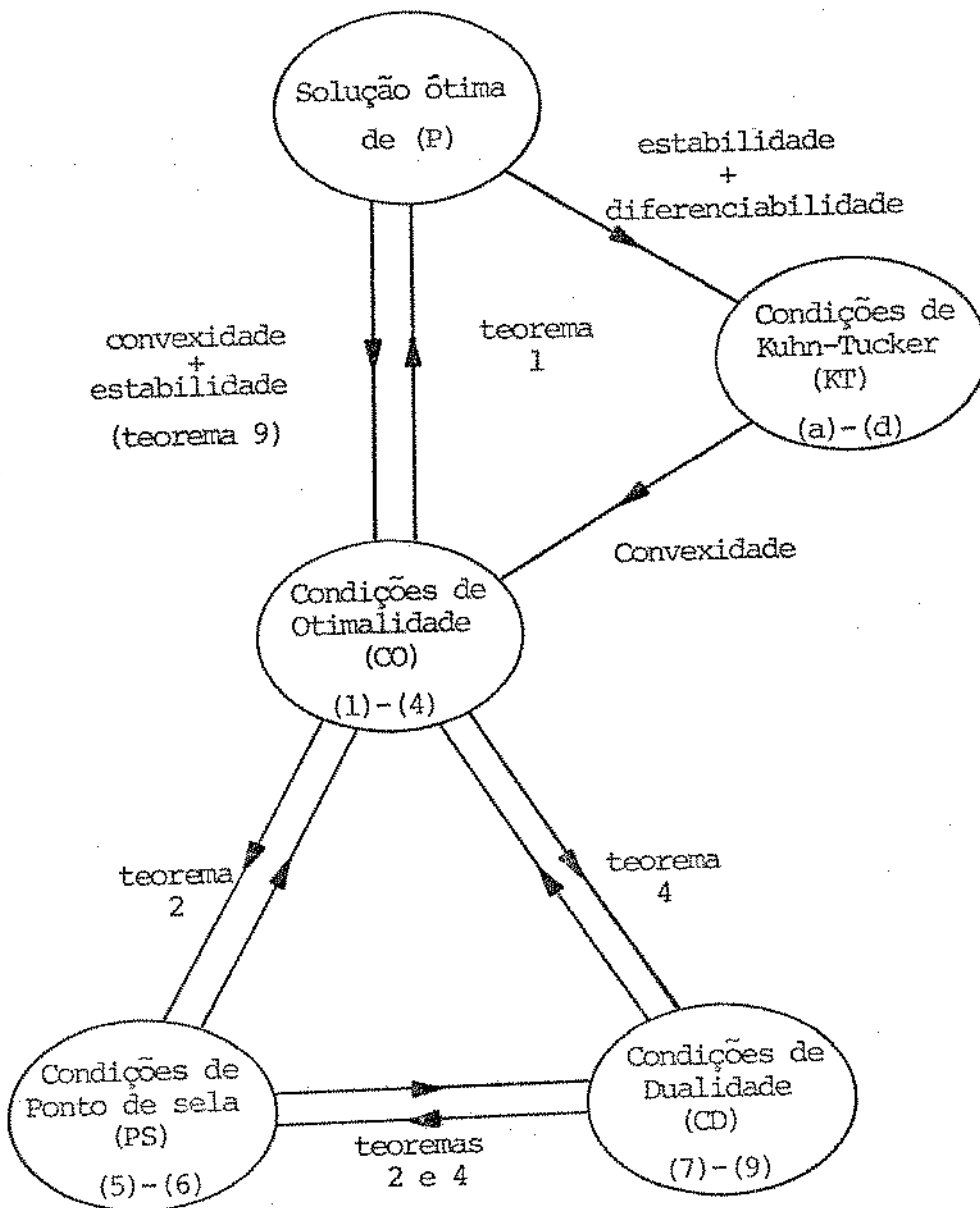 Solução ótima
de (P)
estabilidade
+
diferenciabilidade
convexidade
+
estabilidade
(teorema 9)
teorema
1
Condições de
Kuhn-Tucker
(KT)
(a)-(d)
Convexidade
Condições de
Otimalidade
(CO)
(1)-(4)
teorema
2
teorema
4
Condições de
Ponto de sela
(PS)
(5)-(6)
teoremas
2 e 4
Condições de
Dualidade
(CD)
(7)-(9)